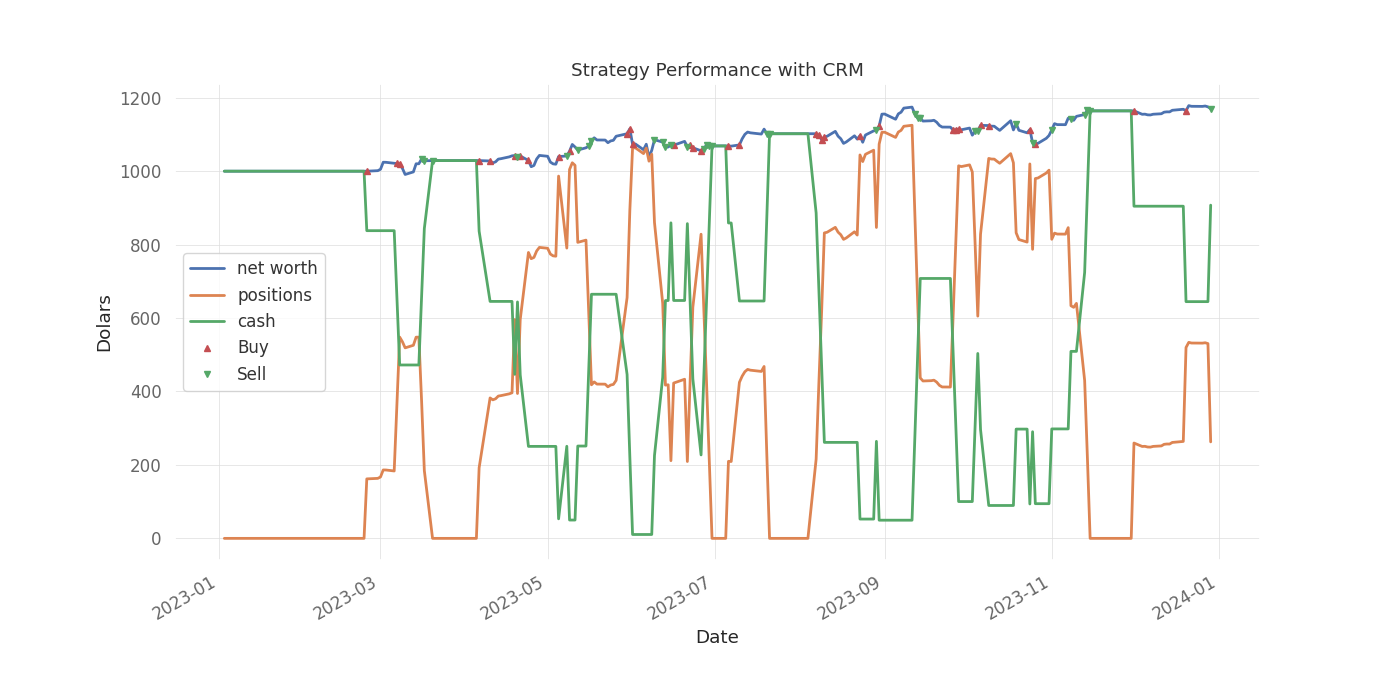 Strategy Performance with CRM
1200
1000
800
600
400
200
0
Dolars
net worth
positions
cash
Buy
Sell
2023-01
2023-03
2023-05
2023-07
2023-09
2023-11
2024-01
Date